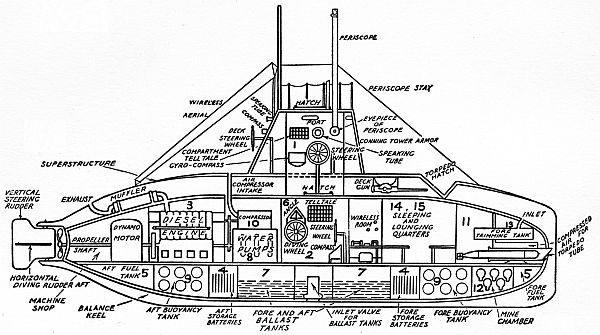 PERISCOPE
PERISCOPE STAY
WIRELESS
AERIAL
SPEAKING
TUBE
COMPASS
HATCH
PORT
EYEPIECE
OF
PERISCOPE
CONNING TOWER ARMOR
DECK
STEERING
WHEEL
COMPARTMENT
TELLTALE
GYRO-COMPASS
1
STEERING
WHEEL
SPEAKING
TUBE
SUPERSTRUCTURE
AIR
COMPRESSOR
INTAKE
HATCH
DECK
GUN
TORPEDO
HATCH
VERTICAL
STEERING
RUDDER
EXHAUST
MUFFLER
3
DIESEL
ENGINE
DYNAMO
MOTOR
PROPELLER
SHAFT
COMPRESSOR
10
WATER
PUMPS
8
6
TELLTALE
DIVING
WHEEL
STEERING
WHEEL
COMPASS
2
WIRELESS
ROOM
14, 15
SLEEPING
AND
LOUNGING
QUARTERS
11
INLET
13
FORE
TRIMMING TANK
COMPRESSED
AIR FOR
TORPEDO
TUBE
HORIZONTAL
DIVING RUDDER AFT
AFT FUEL
TANK
5
9
4
7
7
4
9
12
5
FORE
FUEL
TANK
MACHINE
SHOP
BALANCE
KEEL
AFT BUOYANCY
TANK
AFT
STORAGE
BATTERIES
FORE AND AFT
BALLAST
TANKS
INLET VALVE
FOR
BALLAST TANKS
FORE
STORAGE
BATTERIES
FORE BUOYANCY
TANK
MINE
CHAMBER